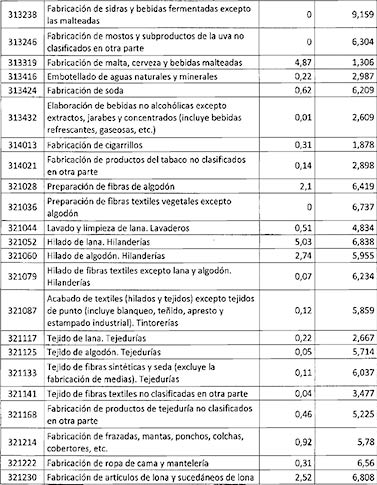 313238 Fabricación de sidras y bebidas fermentadas excepto 0 9,159
las malteadas
313246 Fabricación de mostos y subproductos de la uva no 0 6,304
clasificados en otra parte
313319 Fabricación de malta, cerveza y bebidas malteadas 4,87 1,306
313416 Embotellado de aguas naturales y minerales 0,22 2,987
313424 Fabricación de soda 0,62 6,209
313432 Elaboración de bebidas no alcohólicas excepto 0,01 2,609
extractos, jarabes y concentrados (incluye bebidas
refrescantes, gaseosas, etc.)
314013 Fabricación de cigarrillos 0,31 1,878
314021 Fabricación de productos del tabaco no clasificados 0,14 2,898
en otra parte
321028 Preparación de fibras de algodón 2,1 6,419
321036 Preparación de fibras textiles vegetales excepto 0 6,737
algodón
321044 Lavado y limpieza de lana. Lavaderos 0,51 4,834
321052 Hilado de lana. Hilanderías 5,03 6,838
321060 Hilado de algodón. Hilanderías 2,74 5,955
321079 Hilado de fibras textiles excepto lana y algodón. 0,07 6,234
Hilanderías
321087 Acabado de textiles (hilados y tejidos) excepto tejidos 0,12 5,859
de punto (incluye blanqueo, teñido, apresto y
estampado industrial). Tintorerías
321117 Tejido de lana. Tejedurías 0,22 2,667
321125 Tejido de algodón. Tejedurías 0,05 5,714
321133 Tejido de fibras sintéticas y seda (excluye la 0,11 6,037
fabricación de medias). Tejedurías
321141 Tejido de fibras textiles no clasificadas en otra parte 0,04 3,477
321168 Fabricación de productos de tejeduría no clasificados 0,46 5,225
en otra parte
321214 Fabricación de frazadas, mantas, ponchos, colchas, 0,92 5,78
cobertores, etc.
321222 Fabricación de ropa de cama y mantelería 0,31 6,56
321230 Fabricación de artículos de lona y sucedáneos de lona 2,52 6,808